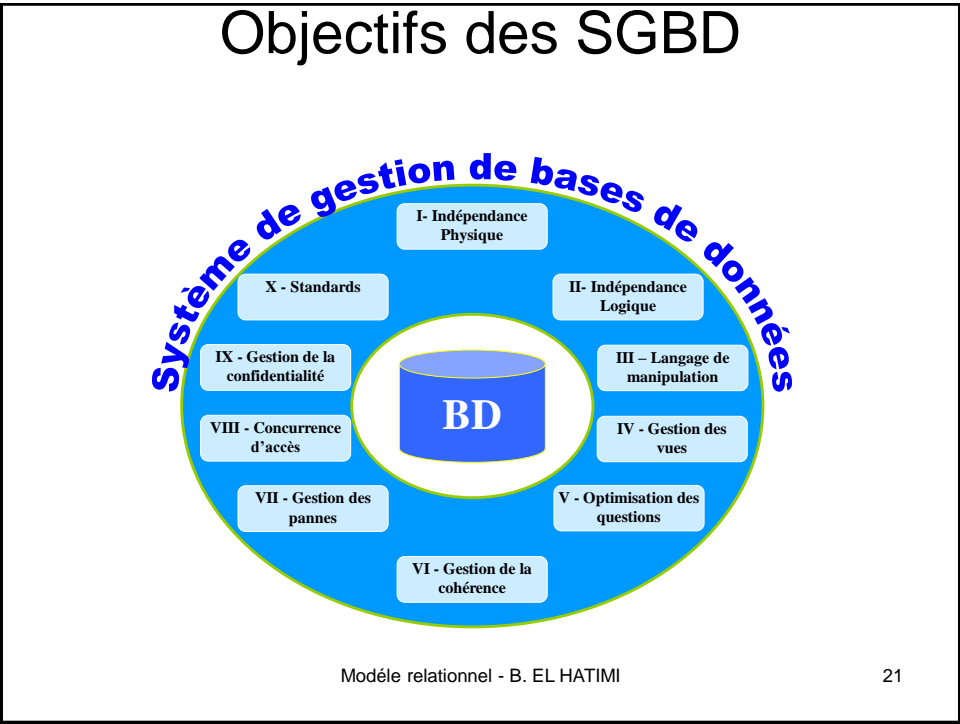 Objectifs des SGBD
Système de gestion de bases de données
I- Indépendance
Physique
II- Indépendance
Logique
III – Langage de
manipulation
IV - Gestion des
vues
V - Optimisation des
questions
VI - Gestion de la
cohérence
VII - Gestion des
pannes
VIII - Concurrence
d'accès
IX - Gestion de la
confidentialité
X - Standards
BD
Modéle relationnel - B. EL HATIMI
21